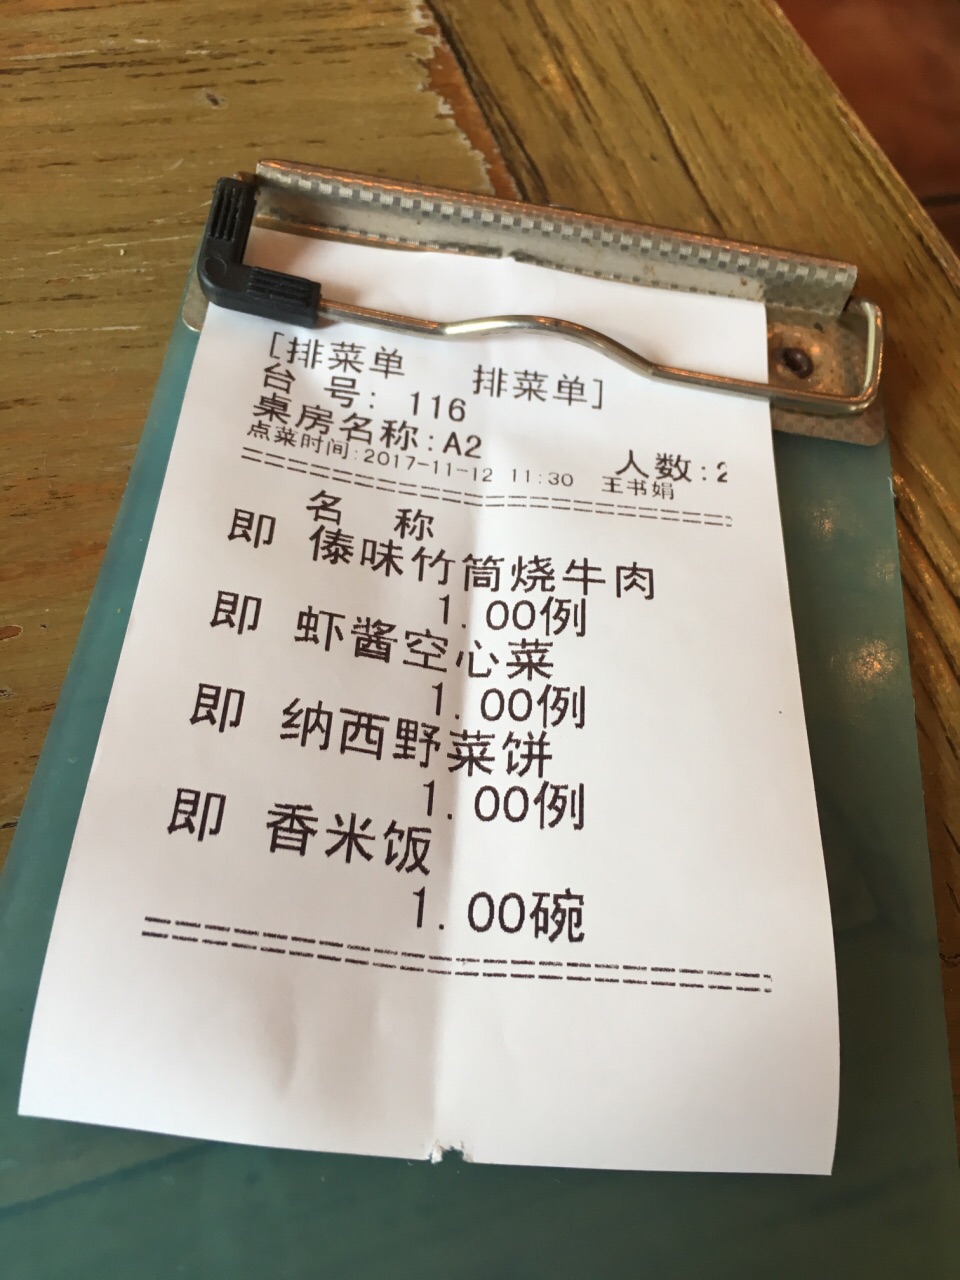 [排菜单 排菜单]
台 号: 116
桌房名称:A2 人数:2
点菜时间:2017-11-12 11:30 王书娟
名 称
即 傣味竹筒烧牛肉
1.00例
即 虾酱空心菜
1.00例
即 纳西野菜饼
1.00例
即 香米饭
1.00碗